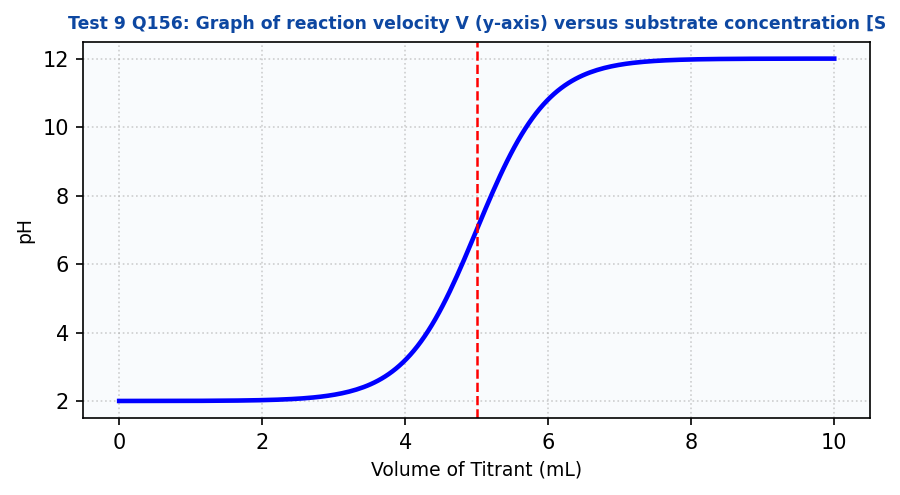 Test 9 Q156: Graph of reaction velocity V (y-axis) versus substrate concentration [S
12
10
8
6
4
2
pH
0 2 4 6 8 10
Volume of Titrant (mL)